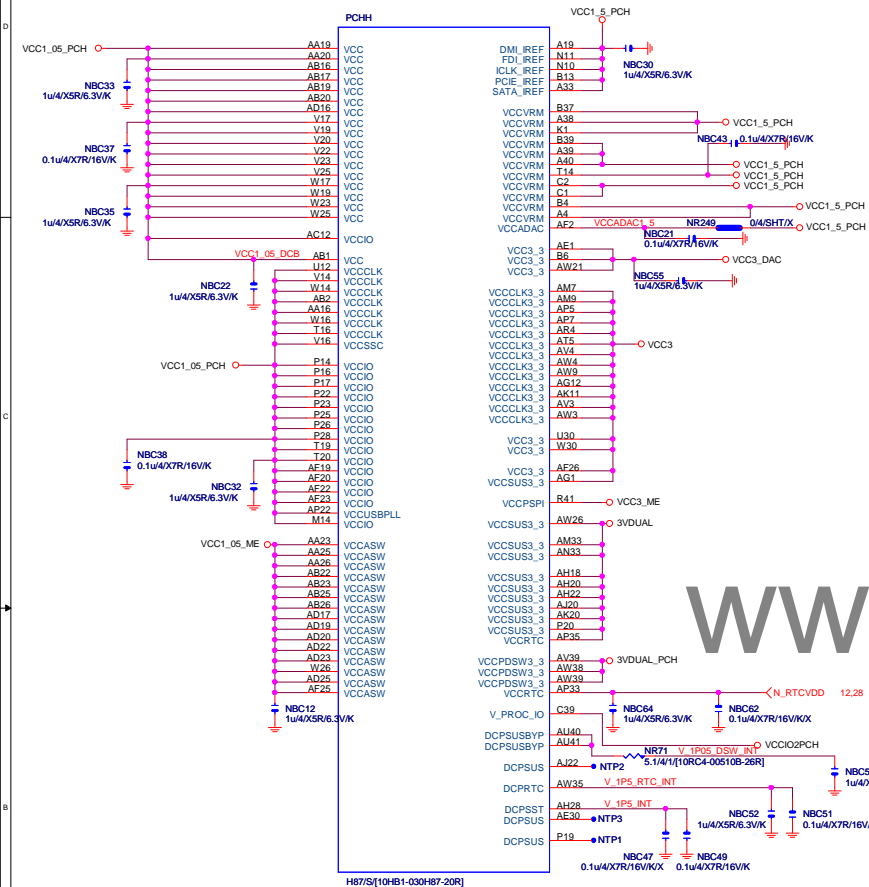 PCHH
VCC1_5_PCH
D
VCC1_05_PCH
AA19 VCC
AA20 VCC
AB16 VCC
AB17 VCC
AB19 VCC
AB20 VCC
AD16 VCC
V17 VCC
V19 VCC
V20 VCC
V22 VCC
V23 VCC
V25 VCC
W17 VCC
W19 VCC
W23 VCC
W25 VCC
AC12 VCCIO
VCC1_05_DCB
AB1 VCC
U12 VCCCLK
V14 VCCCLK
W14 VCCCLK
AB2 VCCCLK
AA16 VCCCLK
W16 VCCCLK
T16 VCCCLK
V16 VCCSSC
VCC1_05_PCH
P14 VCCIO
P16 VCCIO
P17 VCCIO
P22 VCCIO
P23 VCCIO
P25 VCCIO
P26 VCCIO
P28 VCCIO
T19 VCCIO
T20 VCCIO
AF19 VCCIO
AF20 VCCIO
AF22 VCCIO
AF23 VCCIO
AP22 VCCUSBPLL
M14 VCCIO
VCC1_05_ME
AA23 VCCASW
AA25 VCCASW
AA26 VCCASW
AB22 VCCASW
AB23 VCCASW
AB25 VCCASW
AB26 VCCASW
AD17 VCCASW
AD19 VCCASW
AD20 VCCASW
AD22 VCCASW
AD23 VCCASW
W26 VCCASW
AD25 VCCASW
AF25 VCCASW
NBC33
1u/4/X5R/6.3V/K
NBC37
0.1u/4/X7R/16V/K
NBC35
1u/4/X5R/6.3V/K
NBC22
1u/4/X5R/6.3V/K
C
NBC38
0.1u/4/X7R/16V/K
NBC32
1u/4/X5R/6.3V/K
NBC12
1u/4/X5R/6.3V/K
B
DMI_IREF A19
FDI_IREF N11
ICLK_IREF N10
PCIE_IREF B13
SATA_IREF A33
NBC30
1u/4/X5R/6.3V/K
VCCVRM B37
VCCVRM A38
VCCVRM K1
VCCVRM B39
VCCVRM A39
VCCVRM A40
VCCVRM T14
VCCVRM C2
VCCVRM C1
VCCVRM B4
VCCVRM A4
VCCADAC AF2
VCC1_5_PCH
NBC43 0.1u/4/X7R/16V/K
VCC1_5_PCH
VCC1_5_PCH
VCC1_5_PCH
VCC1_5_PCH
VCCADAC1_5 NR249 0/4/SHT/X VCC1_5_PCH
NBC21
0.1u/4/X7R/16V/K
VCC3_3 AE1
VCC3_3 B6
VCC3_3 AW21
VCC3_DAC
NBC55
1u/4/X5R/6.3V/K
VCCCLK3_3 AM7
VCCCLK3_3 AM9
VCCCLK3_3 AP5
VCCCLK3_3 AP7
VCCCLK3_3 AR4
VCCCLK3_3 AT5
VCCCLK3_3 AV4
VCCCLK3_3 AW4
VCCCLK3_3 AW9
VCCCLK3_3 AG12
VCCCLK3_3 AK11
VCCCLK3_3 AV3
VCCCLK3_3 AW3
VCC3
VCC3_3 U30
VCC3_3 W30
VCC3_3 AF26
VCCSUS3_3 AG1
VCCPSPI R41 VCC3_ME
VCCSUS3_3 AW26 3VDUAL
VCCSUS3_3 AM33
VCCSUS3_3 AN33
VCCSUS3_3 AH18
VCCSUS3_3 AH20
VCCSUS3_3 AH22
VCCSUS3_3 AJ20
VCCSUS3_3 AK20
VCCSUS3_3 P20
VCCRTC AP35
VCCPDSW3_3 AV39 3VDUAL_PCH
VCCPDSW3_3 AW38
VCCPDSW3_3 AW39
VCCRTC AP33 N_RTCVDD 12,28
NBC64
1u/4/X5R/6.3V/K
NBC62
0.1u/4/X7R/16V/K/X
V_PROC_IO C39
VCCIO2PCH
DCPSUSBYP AU40
DCPSUSBYP AU41
NR71 V_1P05_DSW_INT
5.1/4/1/[10RC4-00510B-26R]
DCPSUS AJ22 NTP2
DCPRTC AW35 V_1P5_RTC_INT
NBC52
1u/4/X5R/6.3V/K
NBC51
0.1u/4/X7R/16V/
DCPSST AH28 V_1P5_INT
DCPSUS AE30 NTP3
DCPSUS P19 NTP1
NBC47
0.1u/4/X7R/16V/K/X
NBC49
0.1u/4/X7R/16V/K
NBC5
1u/4/X
WW
H87/S/[10HB1-030H87-20R]